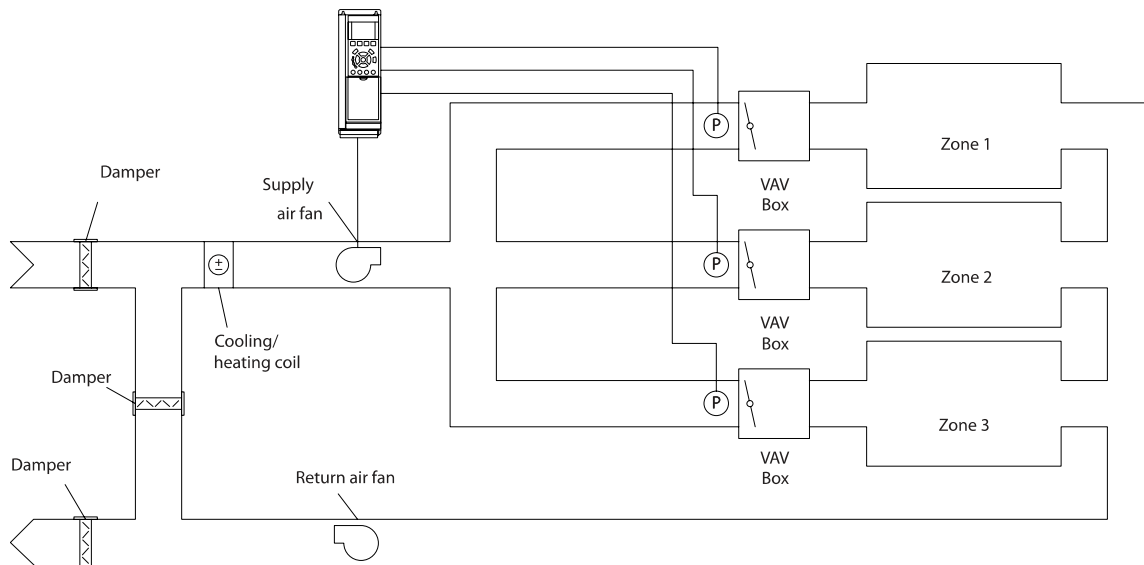 Damper
Supply
air fan
Cooling/
heating coil
Damper
Damper
Return air fan
P
VAV
Box
Zone 1
P
VAV
Box
Zone 2
P
VAV
Box
Zone 3